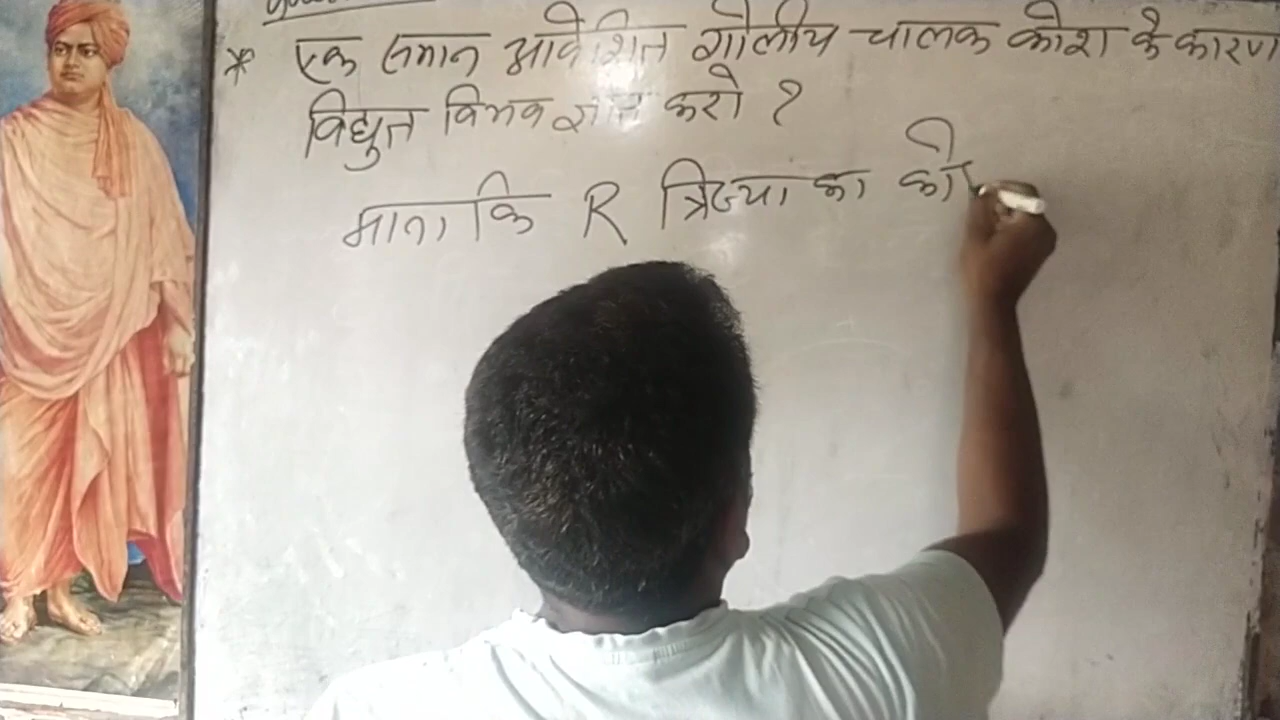 * एक समान आवेशित गोलीय चालक कोश के कारण
विद्युत विभव ज्ञात करो ?
माना कि R त्रिज्या का को